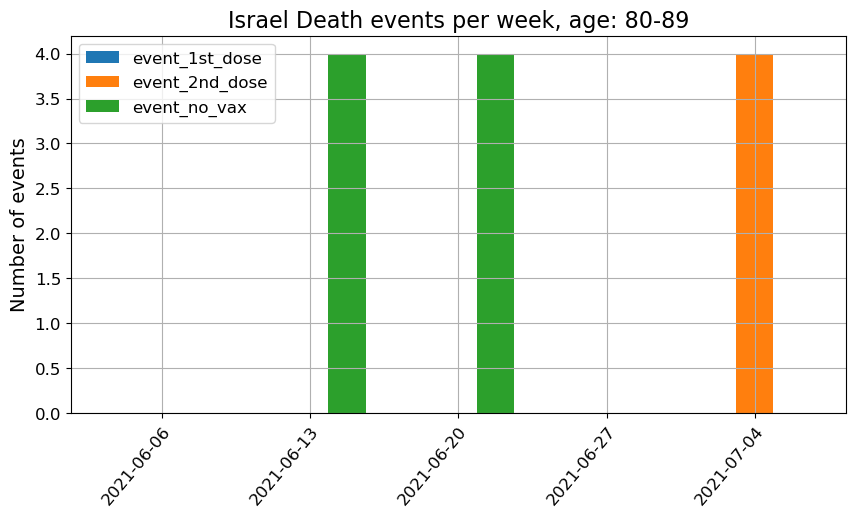 Israel Death events per week, age: 80-89
event_1st_dose
event_2nd_dose
event_no_vax
Number of events
4.0
3.5
3.0
2.5
2.0
1.5
1.0
0.5
0.0
2021-06-06
2021-06-13
2021-06-20
2021-06-27
2021-07-04